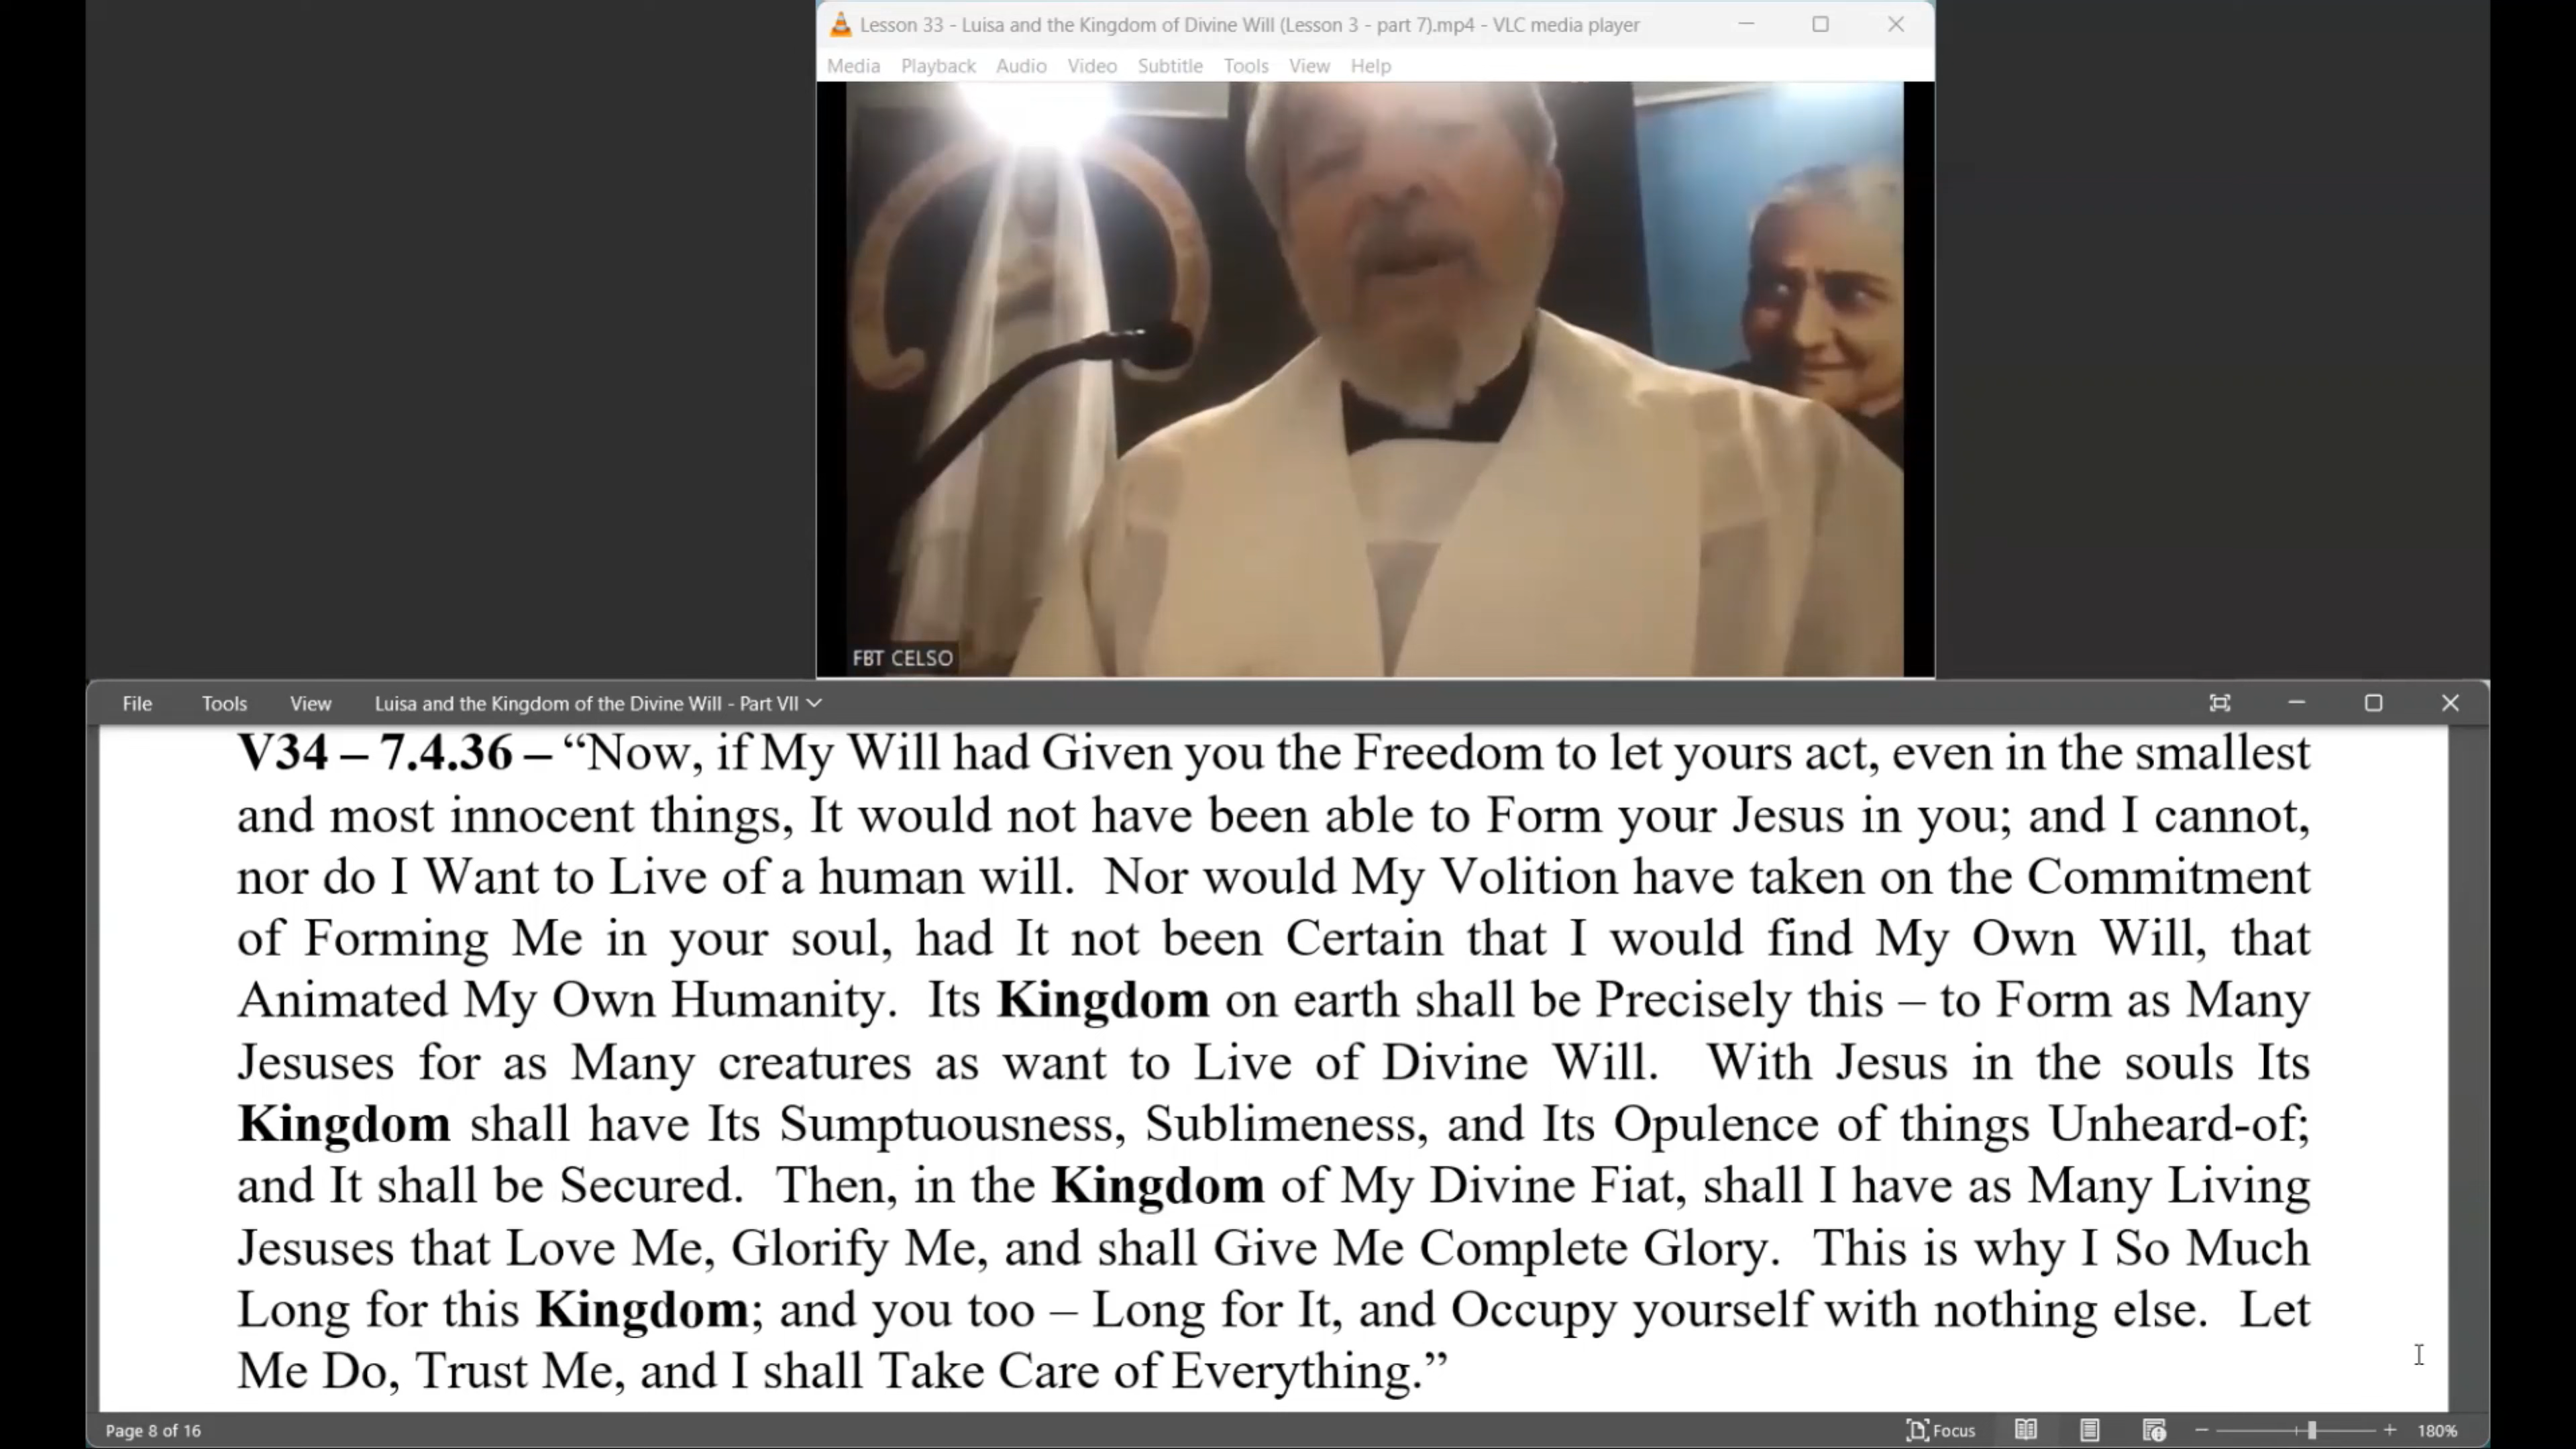 Lesson 33 - Luisa and the Kingdom of Divine Will (Lesson 3 - part 7).mp4 - VLC media player
Media Playback Audio Video Subtitle Tools View Help
FBT CELSO
File Tools View Luisa and the Kingdom of the Divine Will - Part VII
V34 – 7.4.36 – “Now, if My Will had Given you the Freedom to let yours act, even in the smallest
and most innocent things, It would not have been able to Form your Jesus in you; and I cannot,
nor do I Want to Live of a human will. Nor would My Volition have taken on the Commitment
of Forming Me in your soul, had It not been Certain that I would find My Own Will, that
Animated My Own Humanity. Its Kingdom on earth shall be Precisely this – to Form as Many
Jesuses for as Many creatures as want to Live of Divine Will. With Jesus in the souls Its
Kingdom shall have Its Sumptuousness, Sublimeness, and Its Opulence of things Unheard-of;
and It shall be Secured. Then, in the Kingdom of My Divine Fiat, shall I have as Many Living
Jesuses that Love Me, Glorify Me, and shall Give Me Complete Glory. This is why I So Much
Long for this Kingdom; and you too – Long for It, and Occupy yourself with nothing else. Let
Me Do, Trust Me, and I shall Take Care of Everything.”
Page 8 of 16 Focus 180%